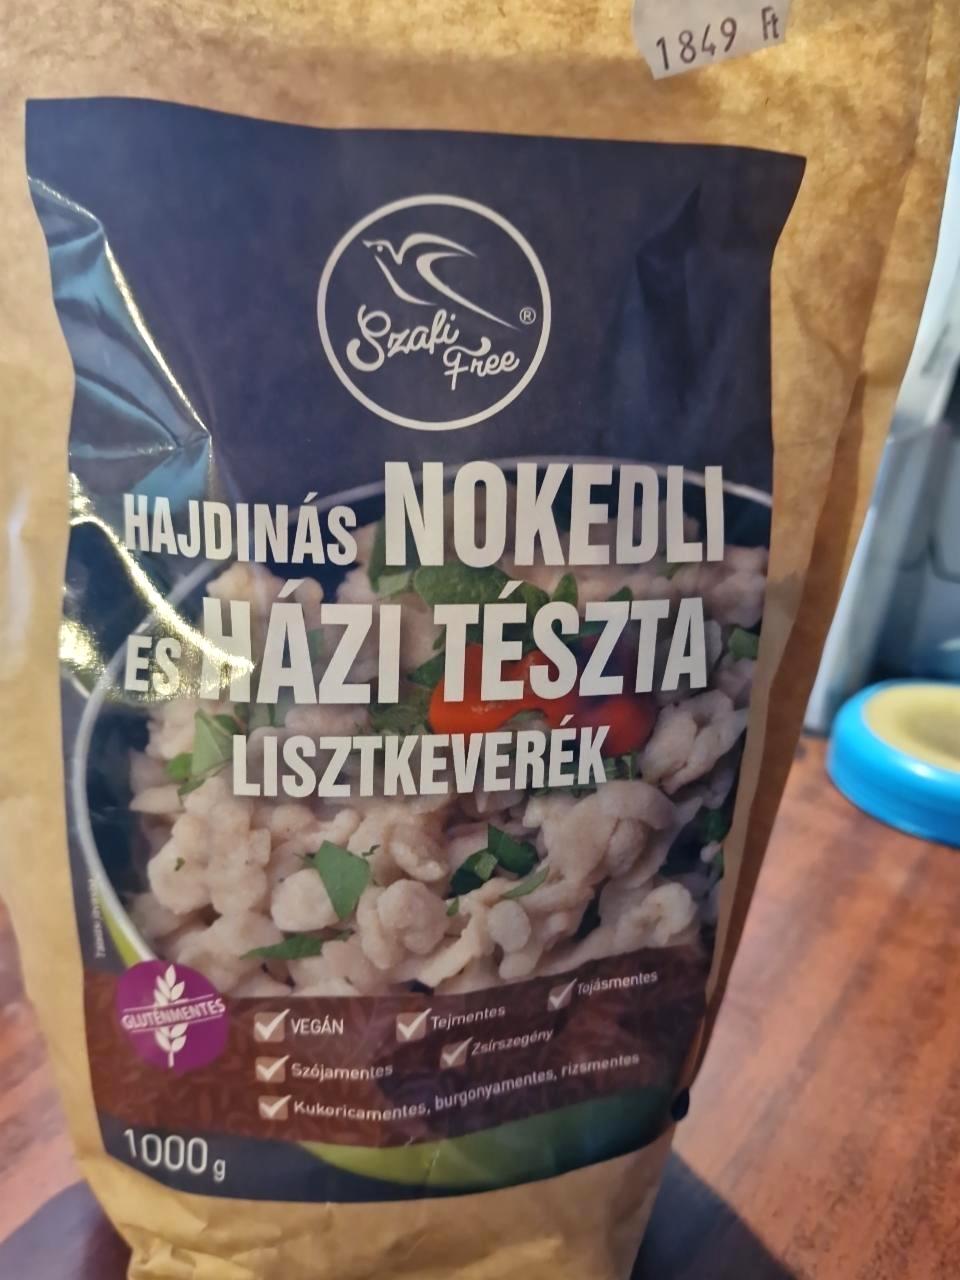 1849 Ft
Szafi
Free
®
HAJDINÁS NOKEDLI
ÉS HÁZI TÉSZTA
LISZTKEVERÉK
GLUTÉNMENTES
VEGÁN
Tejmentes
Tojásmentes
Szójamentes
Zsírszegény
Kukoricamentes, burgonyamentes, rizsmentes
1000 g